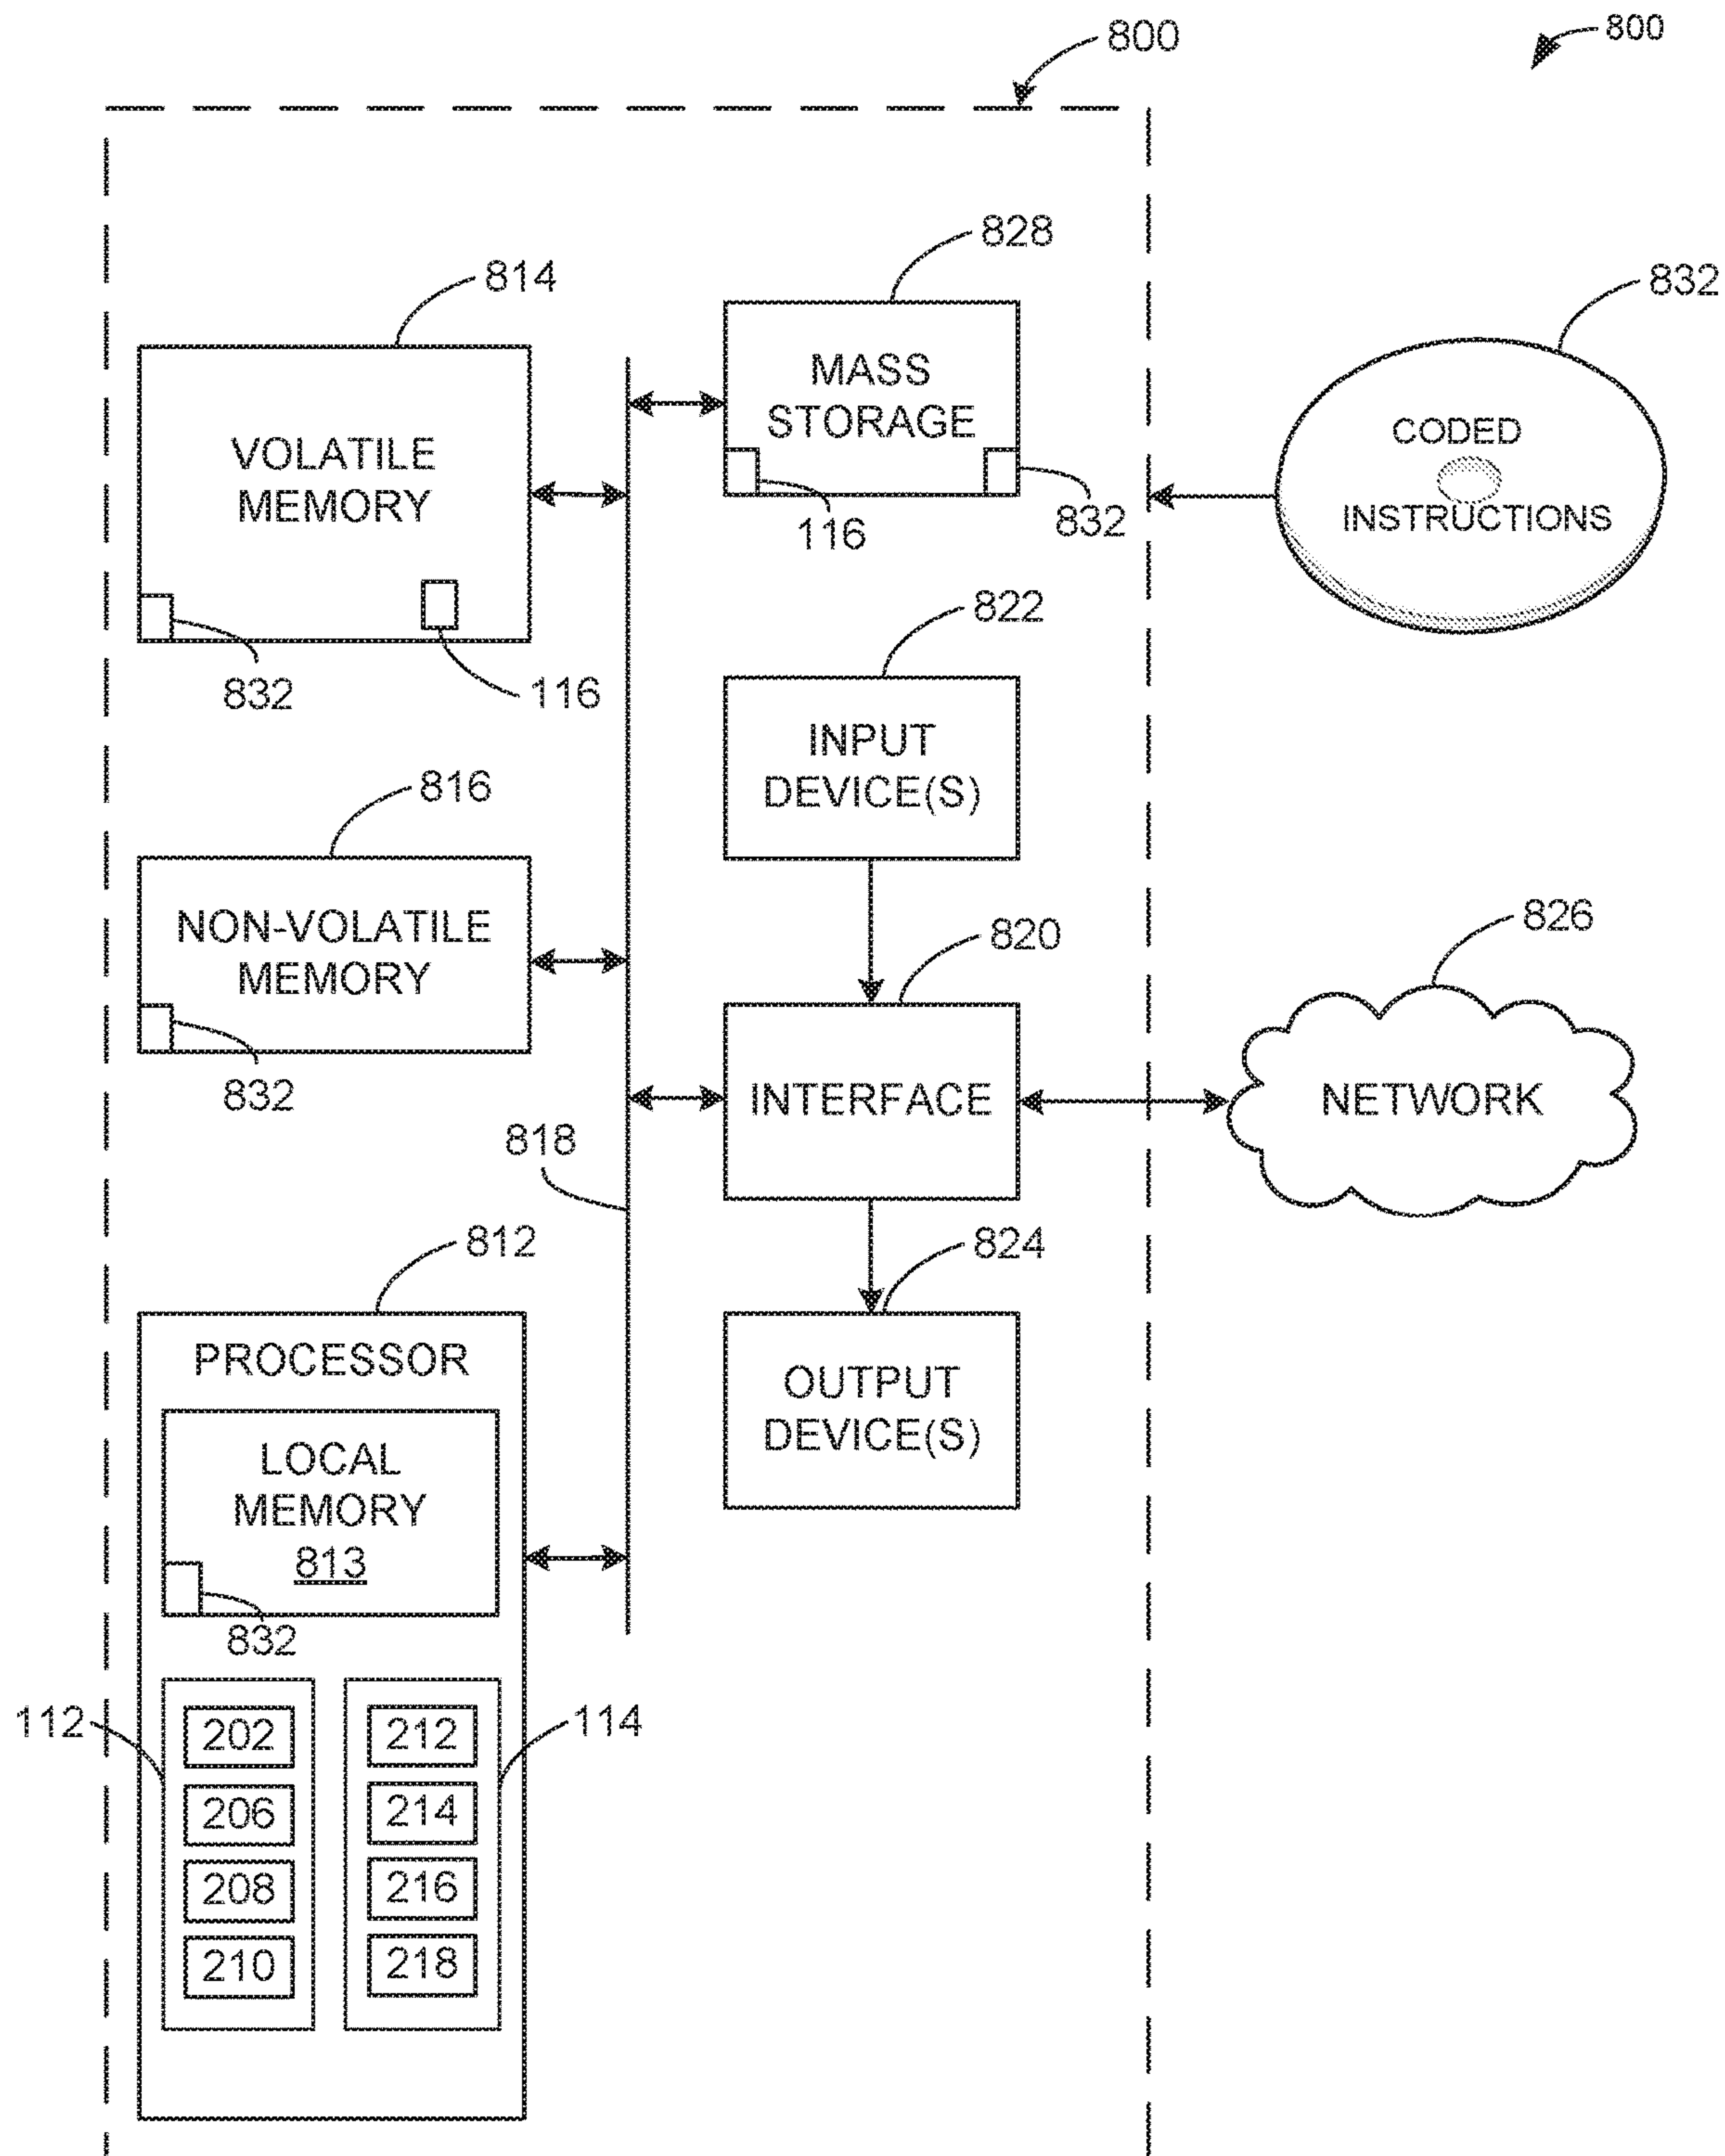 800
800
828
814
832
MASS
STORAGE
VOLATILE
MEMORY
CODED
INSTRUCTIONS
116
832
832
116
822
INPUT
DEVICE(S)
816
NON-VOLATILE
MEMORY
832
820
826
INTERFACE
NETWORK
818
812
824
PROCESSOR
OUTPUT
DEVICE(S)
LOCAL
MEMORY
813
832
112
202
212
114
206
214
208
216
210
218